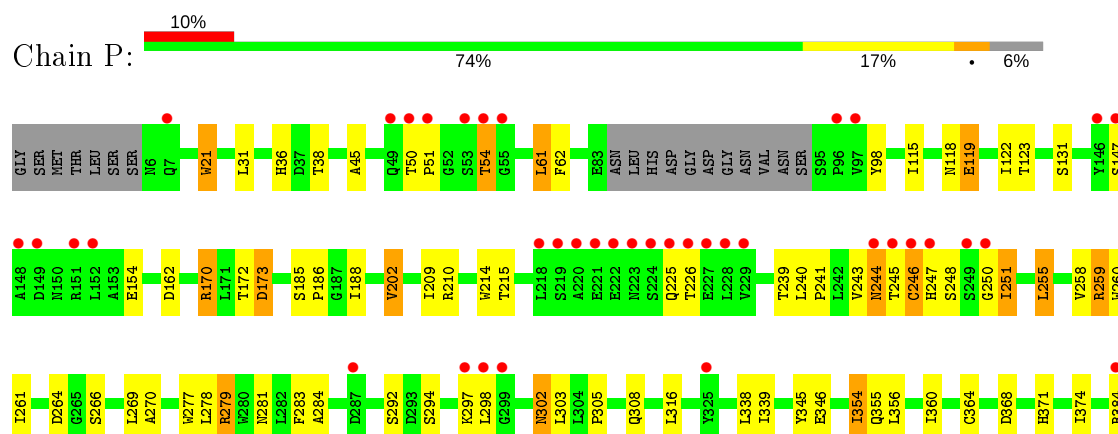 10%
Chain P:
74% 17% • 6%
GLY SER MET THR LEU SER SER N6 Q7 W21 L31 H36 D37 T38 A45 Q49 T50 P51 G52 S53 T54 G55 L61 F62 E83 ASN LEU HIS ASP GLY ASP GLY ASN VAL ASN SER S95 P96 V97 Y98 I115 N118 E119 I122 T123 S131 Y146 S147
A148 D149 N150 R151 L152 A153 E154 D162 R170 L171 T172 D173 S185 P186 G187 I188 V202 I209 R210 W214 T215 L218 S219 A220 E221 E222 N223 S224 Q225 T226 E227 L228 V229 T239 L240 P241 L242 V243 N244 T245 C246 H247 S248 S249 G250 I251 L255 V258 R259 W260
I261 D264 G265 S266 L269 A270 W277 L278 R279 W280 N281 L282 F283 A284 D287 S292 D293 S294 K297 L298 G299 N302 L303 L304 P305 Q308 L316 Y325 L338 I339 Y345 E346 I354 Q355 L356 I360 C364 D368 H371 I374